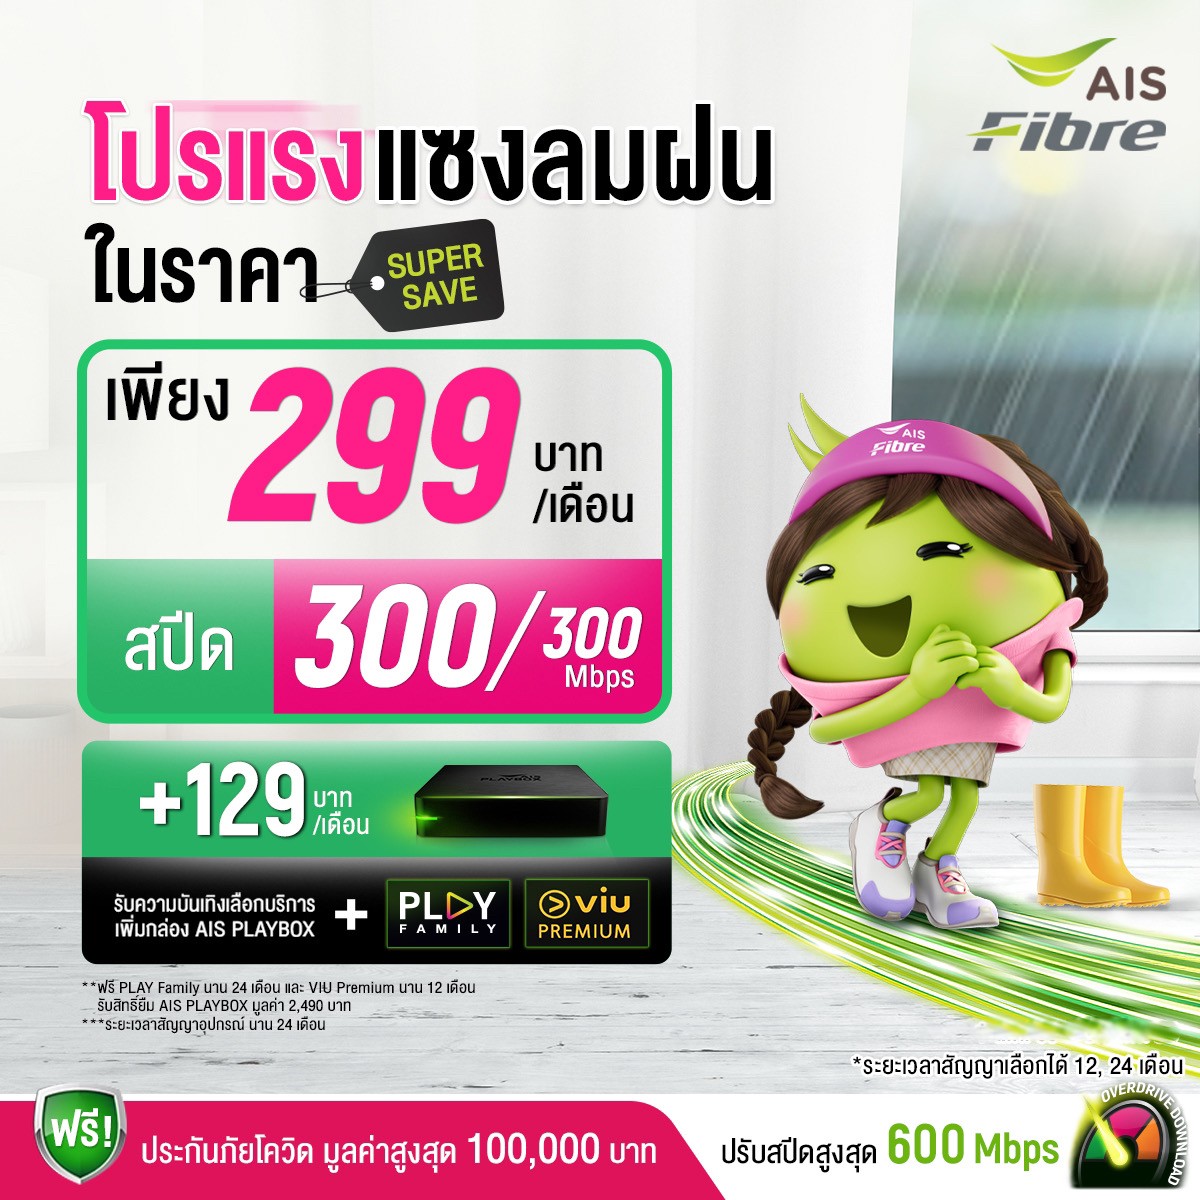 AIS
Fibre
โปรแรงแซงลมฝน
ในราคา
SUPER
SAVE
เพียง 299 บาท
/เดือน
สปีด 300/300
Mbps
AIS
Fibre
+129 บาท
/เดือน
AIS
PLAYBOX
รับความบันเทิงเลือกบริการ
เพิ่มกล่อง AIS PLAYBOX
+
PLAY
FAMILY
viu
PREMIUM
**ฟรี PLAY Family นาน 24 เดือน และ VIU Premium นาน 12 เดือน
รับสิทธิ์ยืม AIS PLAYBOX มูลค่า 2,490 บาท
***ระยะเวลาสัญญาอุปกรณ์ นาน 24 เดือน
*ระยะเวลาสัญญาเลือกได้ 12, 24 เดือน
ฟรี! ประกันภัยโควิด มูลค่าสูงสุด 100,000 บาท
ปรับสปีดสูงสุด 600 Mbps
OVERDRIVE DOWNLOAD